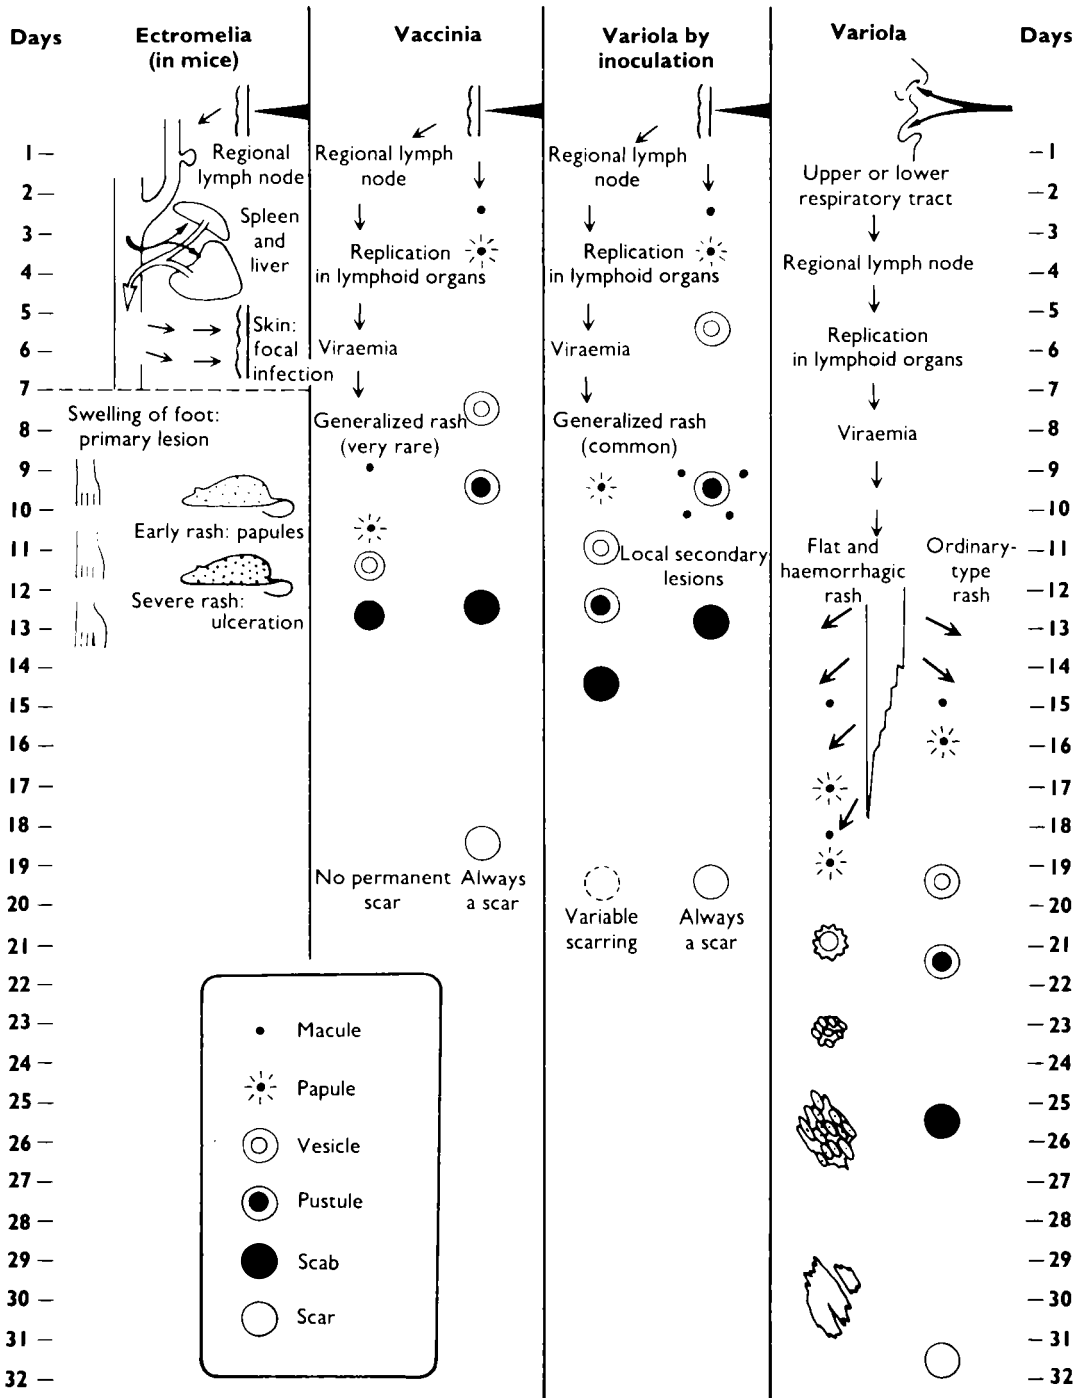 Days
Ectromelia
(in mice)
Vaccinia
Variola by
inoculation
Variola
Days
1
2
3
4
5
6
7
8
9
10
11
12
13
14
15
16
17
18
19
20
21
22
23
24
25
26
27
28
29
30
31
32
Regional
lymph node
Spleen
and
liver
Skin:
focal
infection
Swelling of foot:
primary lesion
Early rash: papules
Severe rash:
ulceration
Regional lymph
node
Replication
in lymphoid organs
Viraemia
Generalized rash
(very rare)
No permanent
scar
Always
a scar
Regional lymph
node
Replication
in lymphoid organs
Viraemia
Generalized rash
(common)
Local secondary
lesions
Variable
scarring
Always
a scar
Upper or lower
respiratory tract
Regional lymph node
Replication
in lymphoid organs
Viraemia
Flat and
haemorrhagic
rash
Ordinary-
type
rash
1
2
3
4
5
6
7
8
9
10
11
12
13
14
15
16
17
18
19
20
21
22
23
24
25
26
27
28
29
30
31
32
Macule
Papule
Vesicle
Pustule
Scab
Scar